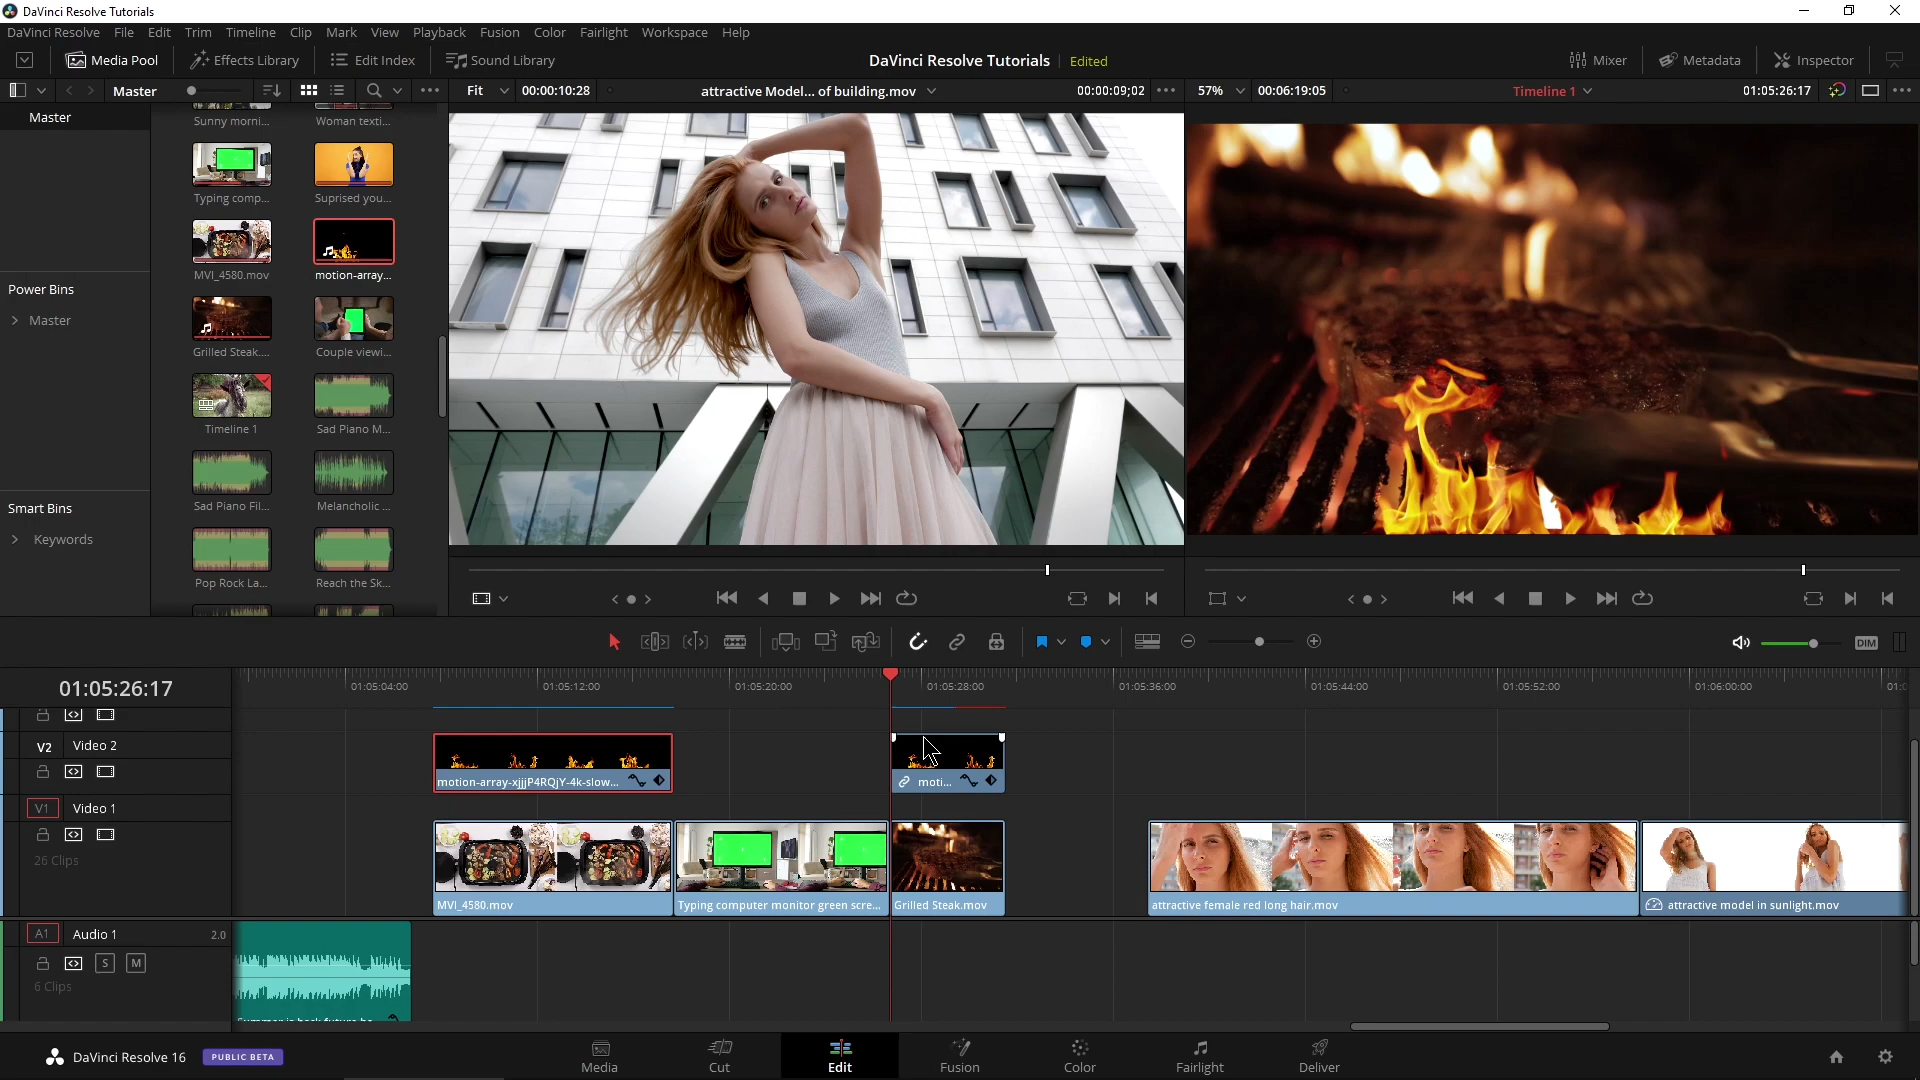 DaVinci Resolve Tutorials
DaVinci Resolve File Edit Trim Timeline Clip Mark View Playback Fusion Color Fairlight Workspace Help
Media Pool Effects Library Edit Index Sound Library DaVinci Resolve Tutorials Edited Mixer Metadata Inspector
Master Fit 00:00:10:28 attractive Model... of building.mov 00:00:09;02 57% 00:06:19:05 Timeline 1 01:05:26:17
Master
Sunny morni... Woman texti...
Typing comp... Suprised you...
MVI_4580.mov motion-array...
Power Bins
Master
Grilled Steak.... Couple viewi...
Timeline 1 Sad Piano M...
Sad Piano Fil... Melancholic ...
Smart Bins
Keywords
Pop Rock La... Reach the Sk...
DIM
01:05:26:17
01:05:04:00 01:05:12:00 01:05:20:00 01:05:28:00 01:05:36:00 01:05:44:00 01:05:52:00 01:06:00:00 01:0
V2 Video 2
motion-array-xjjjP4RQjY-4k-slow... moti...
V1 Video 1
26 Clips
MVI_4580.mov Typing computer monitor green scre... Grilled Steak.mov attractive female red long hair.mov attractive model in sunlight.mov
A1 Audio 1 2.0
S M
6 Clips
DaVinci Resolve 16 PUBLIC BETA Media Cut Edit Fusion Color Fairlight Deliver